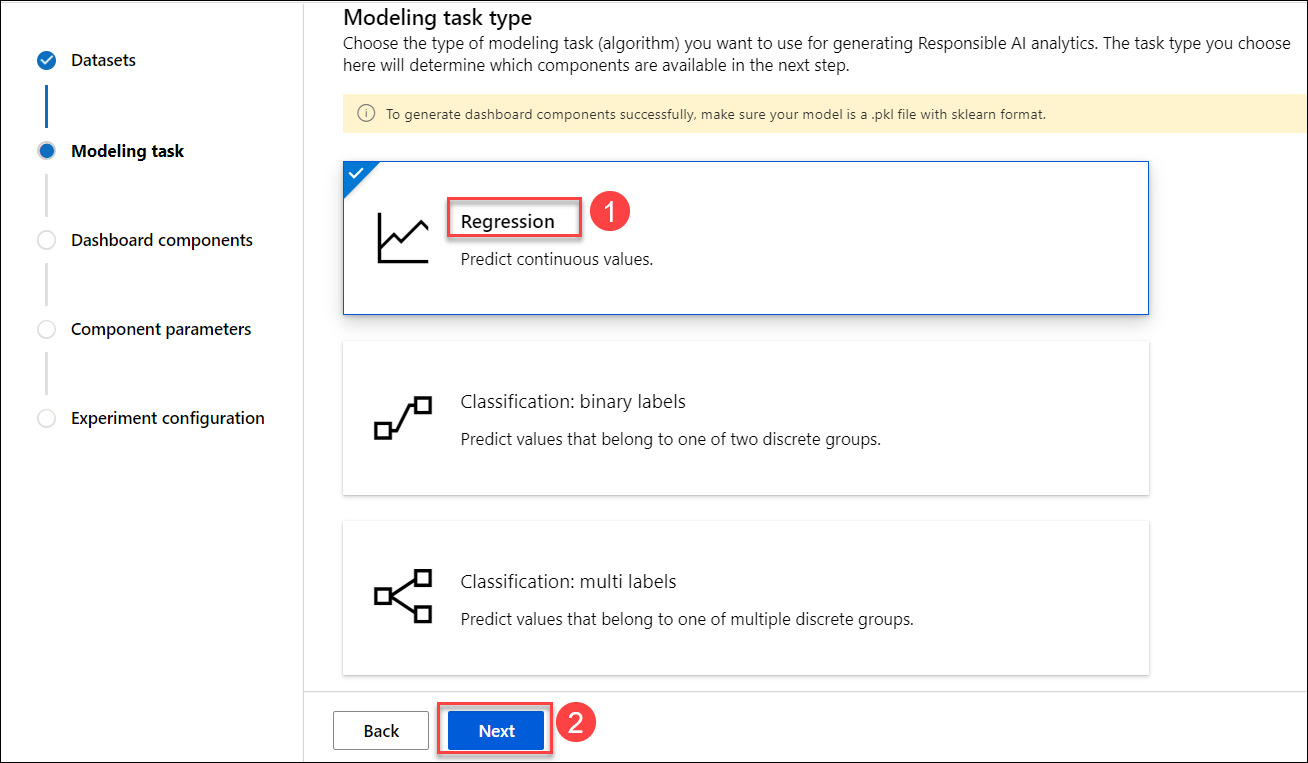 Modeling task type
Choose the type of modeling task (algorithm) you want to use for generating Responsible AI analytics. The task type you choose
here will determine which components are available in the next step.
To generate dashboard components successfully, make sure your model is a .pkl file with sklearn format.
Datasets
Modeling task
Dashboard components
Component parameters
Experiment configuration
Regression
1
Predict continuous values.
Classification: binary labels
Predict values that belong to one of two discrete groups.
Classification: multi labels
Predict values that belong to one of multiple discrete groups.
Back
Next
2